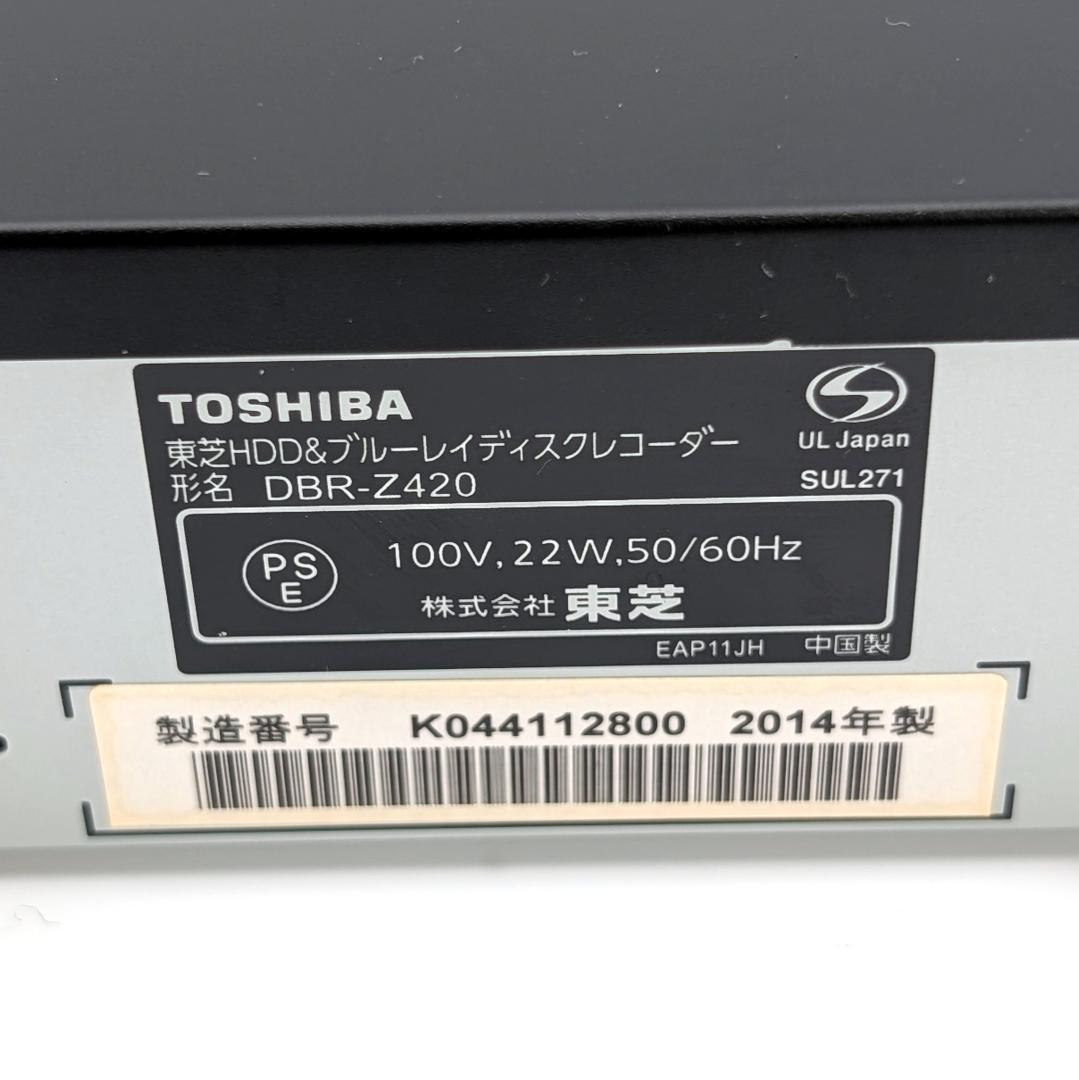 TOSHIBA
東芝HDD&ブルーレイディスクレコーダー
形名 DBR-Z420
UL Japan
SUL271
PS
E
100V,22W,50/60Hz
株式会社 東芝
EAP11JH 中国製
製造番号 K044112800 2014年製